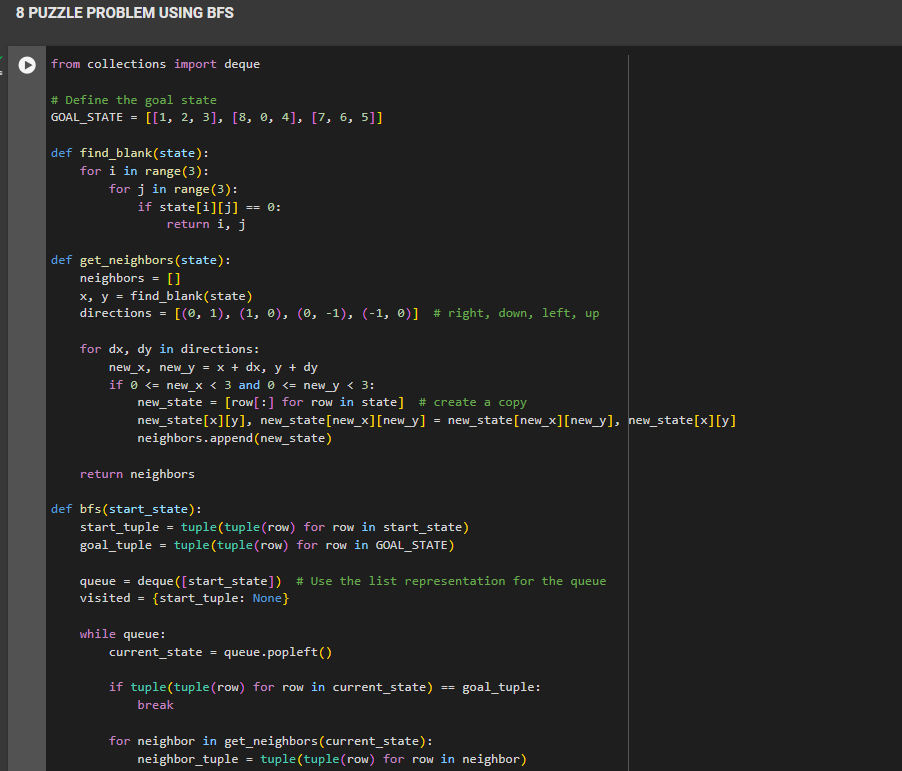 8 PUZZLE PROBLEM USING BFS
from collections import deque
# Define the goal state
GOAL_STATE = [[1, 2, 3], [8, 0, 4], [7, 6, 5]]
def find_blank(state):
    for i in range(3):
        for j in range(3):
            if state[i][j] == 0:
                return i, j
def get_neighbors(state):
    neighbors = []
    x, y = find_blank(state)
    directions = [(0, 1), (1, 0), (0, -1), (-1, 0)]  # right, down, left, up
    for dx, dy in directions:
        new_x, new_y = x + dx, y + dy
        if 0 <= new_x < 3 and 0 <= new_y < 3:
            new_state = [row[:] for row in state]  # create a copy
            new_state[x][y], new_state[new_x][new_y] = new_state[new_x][new_y], new_state[x][y]
            neighbors.append(new_state)
    return neighbors
def bfs(start_state):
    start_tuple = tuple(tuple(row) for row in start_state)
    goal_tuple = tuple(tuple(row) for row in GOAL_STATE)
    queue = deque([start_state])  # Use the list representation for the queue
    visited = {start_tuple: None}
    while queue:
        current_state = queue.popleft()
        if tuple(tuple(row) for row in current_state) == goal_tuple:
            break
        for neighbor in get_neighbors(current_state):
            neighbor_tuple = tuple(tuple(row) for row in neighbor)